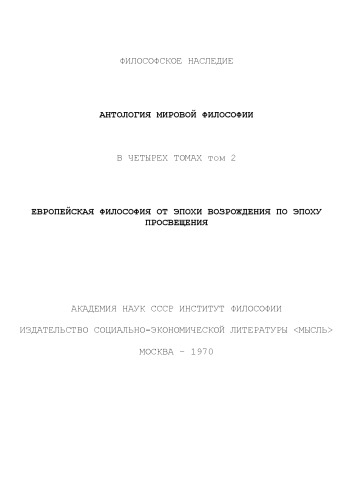 ФИЛОСОФСКОЕ НАСЛЕДИЕ
АНТОЛОГИЯ МИРОВОЙ ФИЛОСОФИИ
В ЧЕТЫРЕХ ТОМАХ том 2
ЕВРОПЕЙСКАЯ ФИЛОСОФИЯ ОТ ЭПОХИ ВОЗРОЖДЕНИЯ ПО ЭПОХУ
ПРОСВЕЩЕНИЯ
АКАДЕМИЯ НАУК СССР ИНСТИТУТ ФИЛОСОФИИ
ИЗДАТЕЛЬСТВО СОЦИАЛЬНО-ЭКОНОМИЧЕСКОЙ ЛИТЕРАТУРЫ <МЫСЛЬ>
МОСКВА - 1970